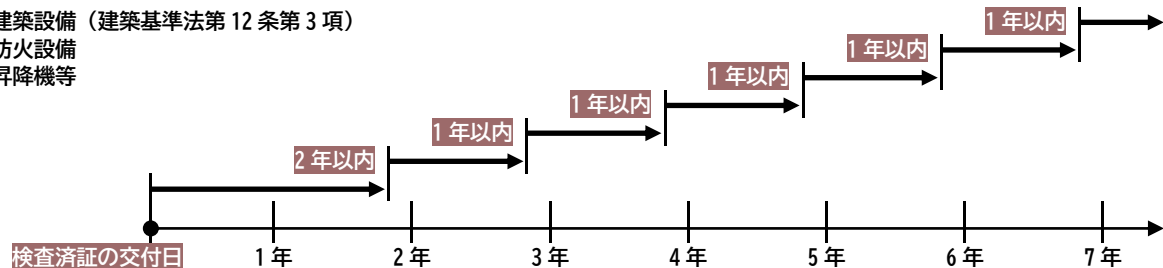 建築設備（建築基準法第12条第3項）
防火設備
昇降機等
1年以内
1年以内
1年以内
1年以内
1年以内
2年以内
検査済証の交付日
1年
2年
3年
4年
5年
6年
7年